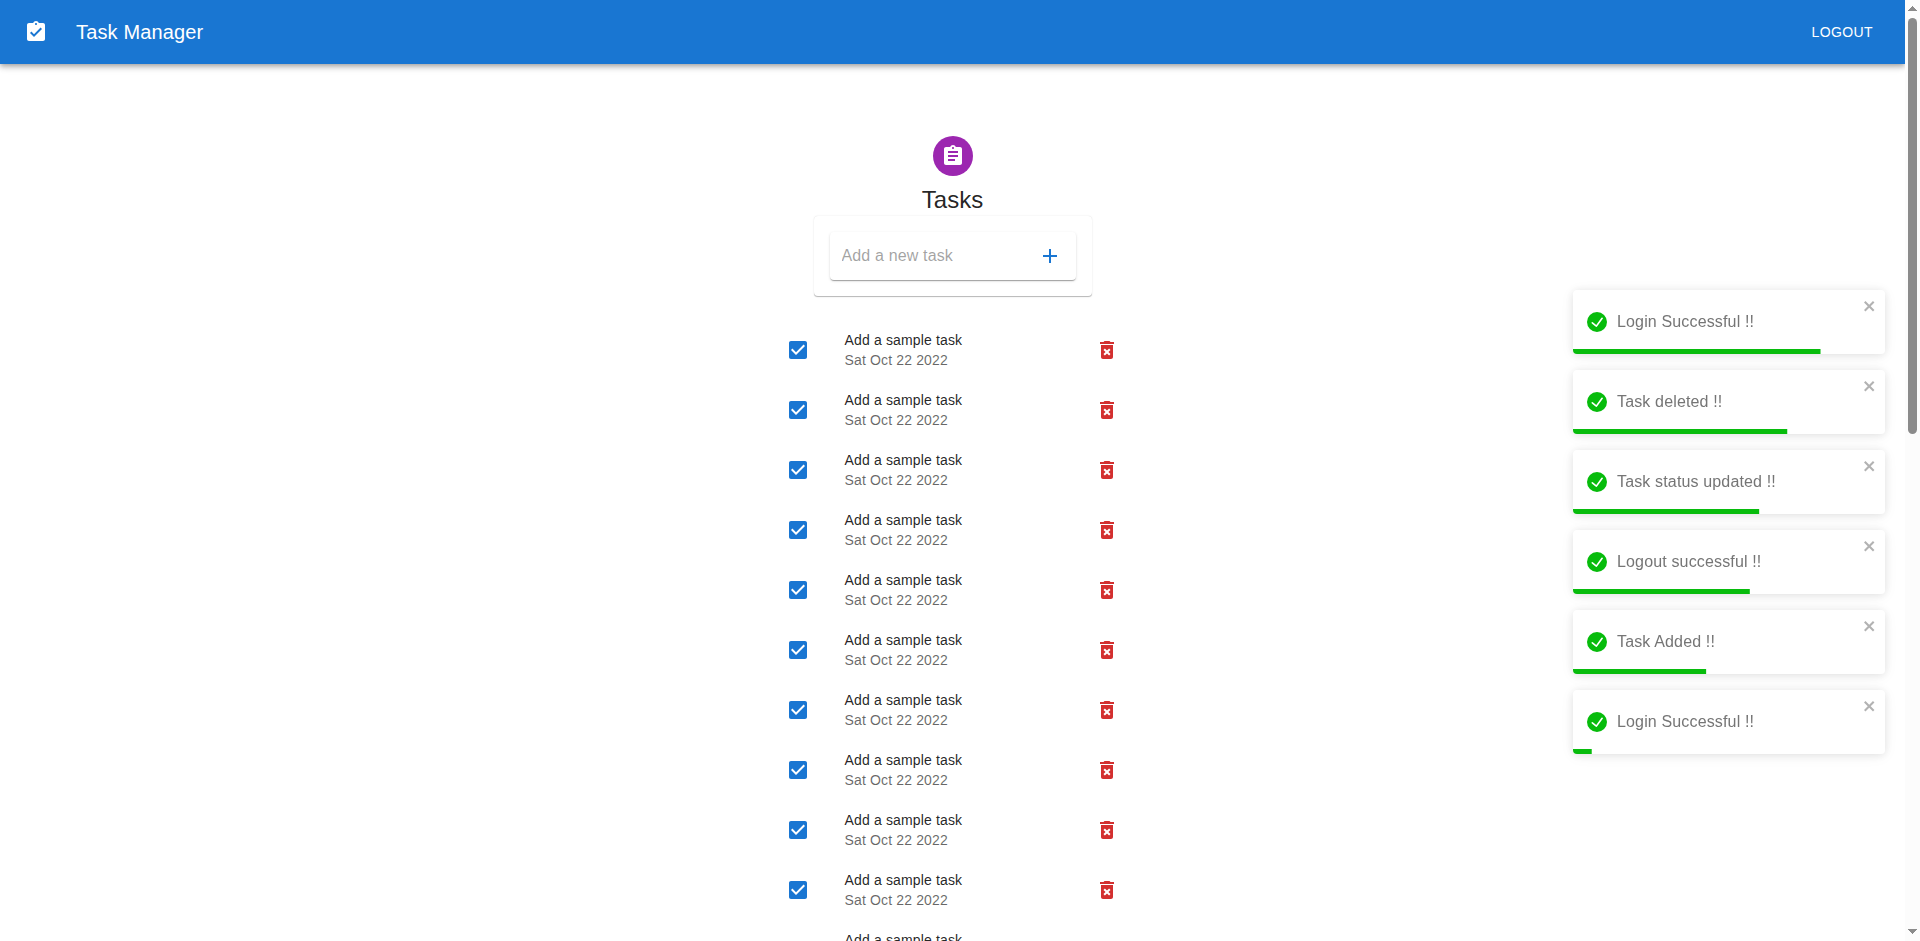 Task Manager
LOGOUT
Tasks
Add a new task
Add a sample task
Sat Oct 22 2022
Add a sample task
Sat Oct 22 2022
Add a sample task
Sat Oct 22 2022
Add a sample task
Sat Oct 22 2022
Add a sample task
Sat Oct 22 2022
Add a sample task
Sat Oct 22 2022
Add a sample task
Sat Oct 22 2022
Add a sample task
Sat Oct 22 2022
Add a sample task
Sat Oct 22 2022
Add a sample task
Sat Oct 22 2022
Add a sample task
Login Successful !!
Task deleted !!
Task status updated !!
Logout successful !!
Task Added !!
Login Successful !!